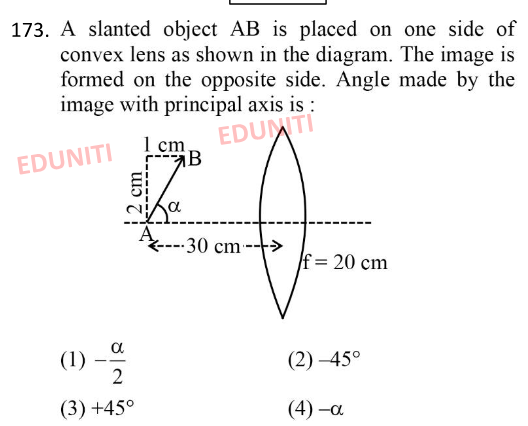 173. A slanted object AB is placed on one side of
convex lens as shown in the diagram. The image is
formed on the opposite side. Angle made by the
image with principal axis is :
EDUNITI
EDUNITI
1 cm
B
2 cm
α
A
30 cm
f = 20 cm
(1) –α/2
(2) –45°
(3) +45°
(4) –α